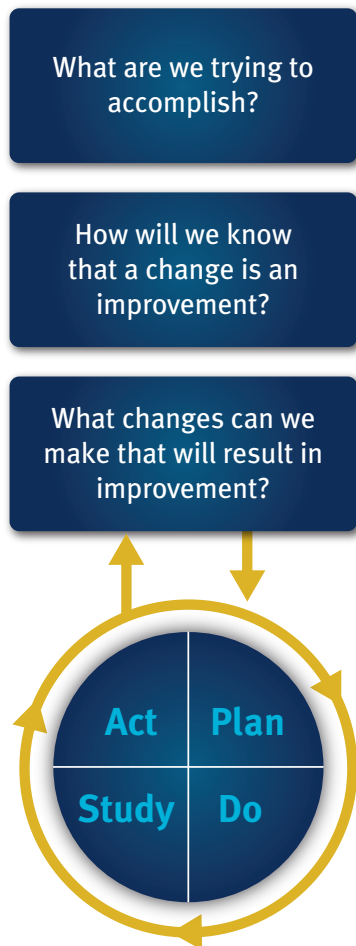 What are we trying to
accomplish?
How will we know
that a change is an
improvement?
What changes can we
make that will result in
improvement?
Act
Plan
Study
Do